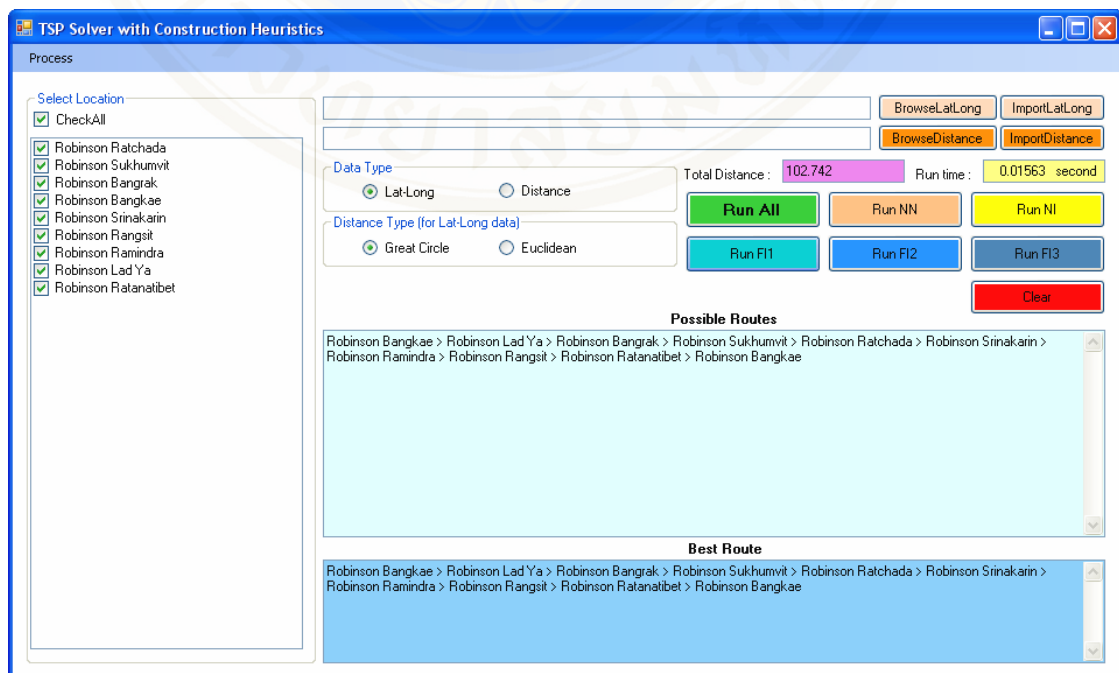 TSP Solver with Construction Heuristics
Process
Select Location
CheckAll
Robinson Ratchada
Robinson Sukhumvit
Robinson Bangrak
Robinson Bangkae
Robinson Srinakarin
Robinson Rangsit
Robinson Ramindra
Robinson Lad Ya
Robinson Ratanatibet
BrowseLatLong ImportLatLong
BrowseDistance ImportDistance
Data Type
Lat-Long Distance
Total Distance : 102.742 Run time : 0.01563 second
Distance Type (for Lat-Long data)
Great Circle Euclidean
Run All Run NN Run NI
Run FI1 Run FI2 Run FI3
Clear
Possible Routes
Robinson Bangkae > Robinson Lad Ya > Robinson Bangrak > Robinson Sukhumvit > Robinson Ratchada > Robinson Srinakarin >
Robinson Ramindra > Robinson Rangsit > Robinson Ratanatibet > Robinson Bangkae
Best Route
Robinson Bangkae > Robinson Lad Ya > Robinson Bangrak > Robinson Sukhumvit > Robinson Ratchada > Robinson Srinakarin >
Robinson Ramindra > Robinson Rangsit > Robinson Ratanatibet > Robinson Bangkae